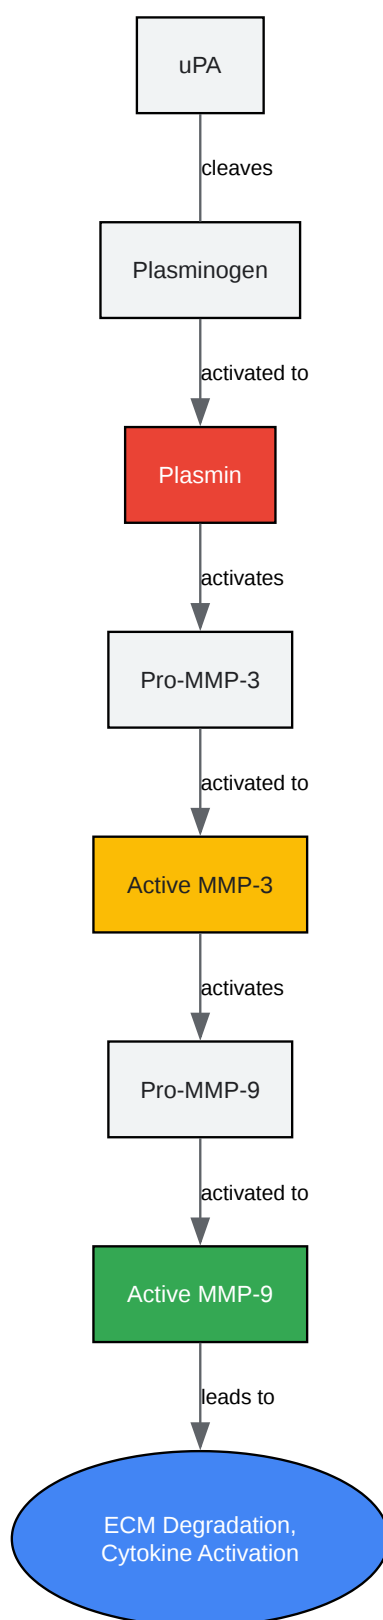 uPA
cleaves
Plasminogen
activated to
Plasmin
activates
Pro-MMP-3
activated to
Active MMP-3
activates
Pro-MMP-9
activated to
Active MMP-9
leads to
ECM Degradation,
Cytokine Activation